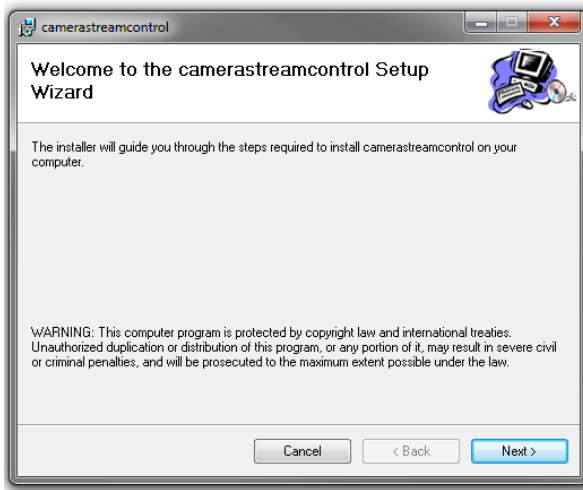 camerastreamcontrol
Welcome to the camerastreamcontrol Setup
Wizard
The installer will guide you through the steps required to install camerastreamcontrol on your
computer.
WARNING: This computer program is protected by copyright law and international treaties.
Unauthorized duplication or distribution of this program, or any portion of it, may result in severe civil
or criminal penalties, and will be prosecuted to the maximum extent possible under the law.
Cancel
< Back
Next >